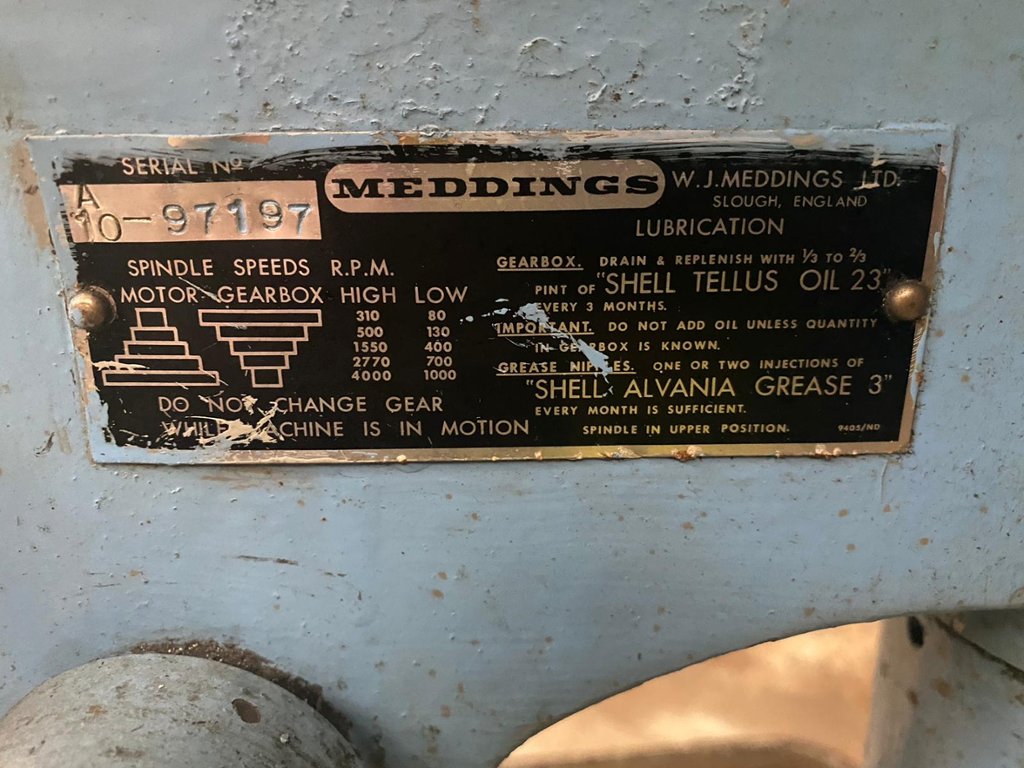 SERIAL Nº
A
10-97197
MEDDINGS
W.J.MEDDINGS LTD.
SLOUGH, ENGLAND
SPINDLE SPEEDS R.P.M.
MOTOR GEARBOX HIGH LOW
310 80
500 130
1550 400
2770 700
4000 1000
DO NOT CHANGE GEAR
WHILE MACHINE IS IN MOTION
LUBRICATION
GEARBOX. DRAIN & REPLENISH WITH ⅓ TO ⅔
PINT OF "SHELL TELLUS OIL 23"
EVERY 3 MONTHS.
IMPORTANT. DO NOT ADD OIL UNLESS QUANTITY
IN GEARBOX IS KNOWN.
GREASE NIPPLES. ONE OR TWO INJECTIONS OF
"SHELL ALVANIA GREASE 3"
EVERY MONTH IS SUFFICIENT.
SPINDLE IN UPPER POSITION.
9405/ND